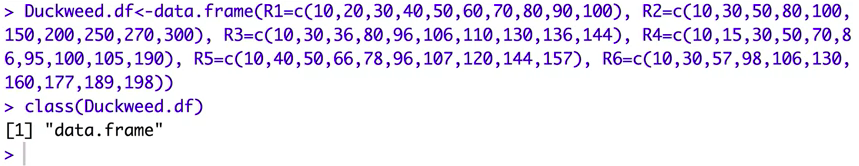 > Duckweed.df<-data.frame(R1=c(10,20,30,40,50,60,70,80,90,100), R2=c(10,30,50,80,100,
150,200,250,270,300), R3=c(10,30,36,80,96,106,110,130,136,144), R4=c(10,15,30,50,70,8
6,95,100,105,190), R5=c(10,40,50,66,78,96,107,120,144,157), R6=c(10,30,57,98,106,130,
160,177,189,198))
> class(Duckweed.df)
[1] "data.frame"
>